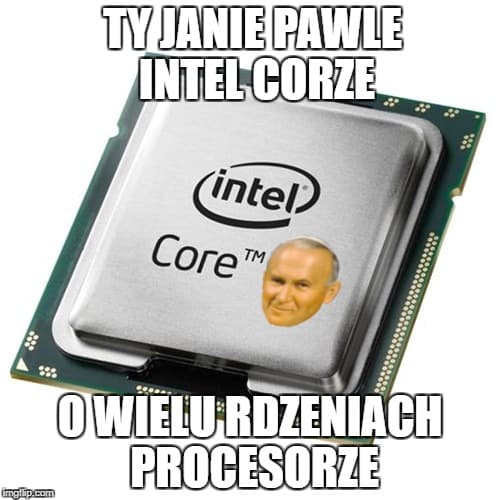 TY JANIE PAWLE
INTEL CORZE
intel
Core™
O WIELU RDZENIACH
PROCESORZE
imgflip.com